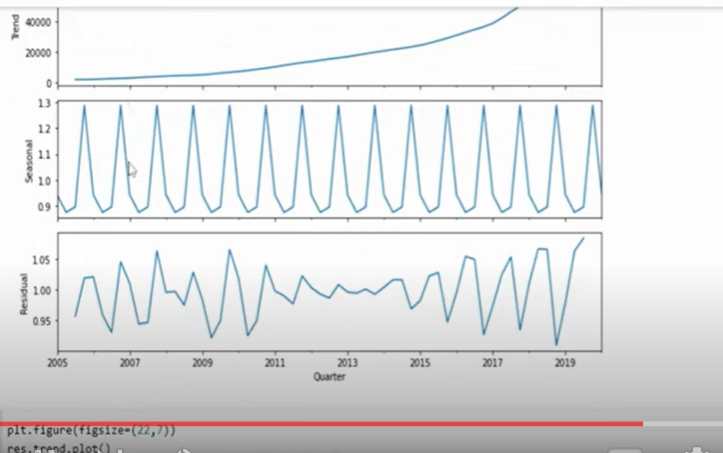 Trend
40000
20000
0
Seasonal
1.3
1.2
1.1
1.0
0.9
Residual
1.05
1.00
0.95
2005 2007 2009 2011 2013 2015 2017 2019
Quarter
plt.figure(figsize=(22,7))
res.trend.plot()